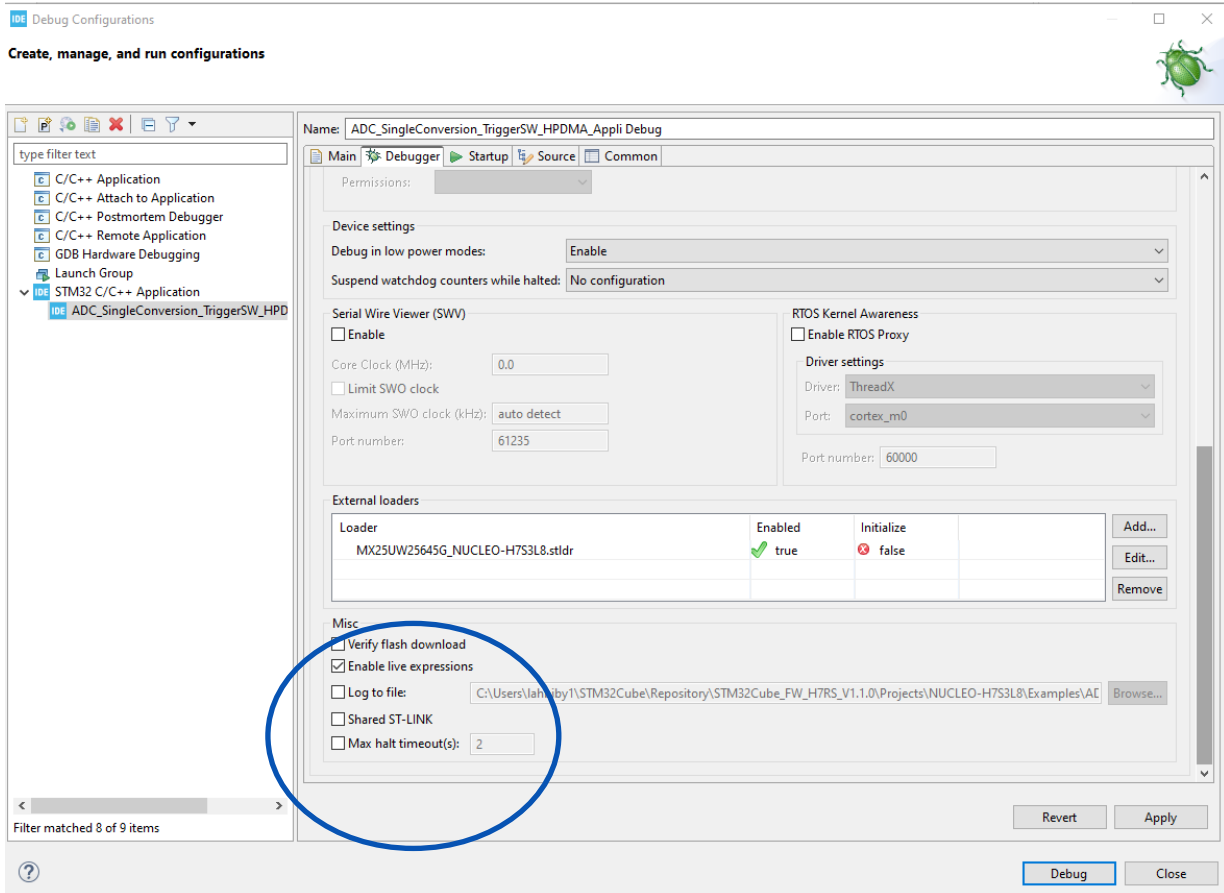 IDE Debug Configurations
Create, manage, and run configurations
Name: ADC_SingleConversion_TriggerSW_HPDMA_Appli Debug
type filter text
C/C++ Application
C/C++ Attach to Application
C/C++ Postmortem Debugger
C/C++ Remote Application
GDB Hardware Debugging
Launch Group
IDE STM32 C/C++ Application
IDE ADC_SingleConversion_TriggerSW_HPD
Filter matched 8 of 9 items
Main Debugger Startup Source Common
Permissions:
Device settings
Debug in low power modes: Enable
Suspend watchdog counters while halted: No configuration
Serial Wire Viewer (SWV)
Enable
Core Clock (MHz): 0.0
Limit SWO clock
Maximum SWO clock (kHz): auto detect
Port number: 61235
RTOS Kernel Awareness
Enable RTOS Proxy
Driver settings
Driver: ThreadX
Port: cortex_m0
Port number: 60000
External loaders
Loader Enabled Initialize
MX25UW25645G_NUCLEO-H7S3L8.stldr true false
Add...
Edit...
Remove
Misc
Verify flash download
Enable live expressions
Log to file: C:\Users\lahbiby1\STM32Cube\Repository\STM32Cube_FW_H7RS_V1.1.0\Projects\NUCLEO-H7S3L8\Examples\AD Browse...
Shared ST-LINK
Max halt timeout(s): 2
Revert Apply
? Debug Close